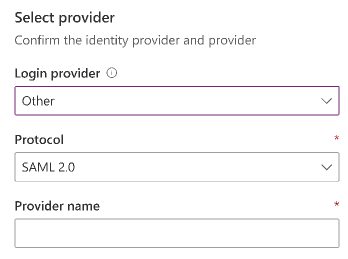 Select provider
Confirm the identity provider and provider
Login provider
Other
Protocol *
SAML 2.0
Provider name *